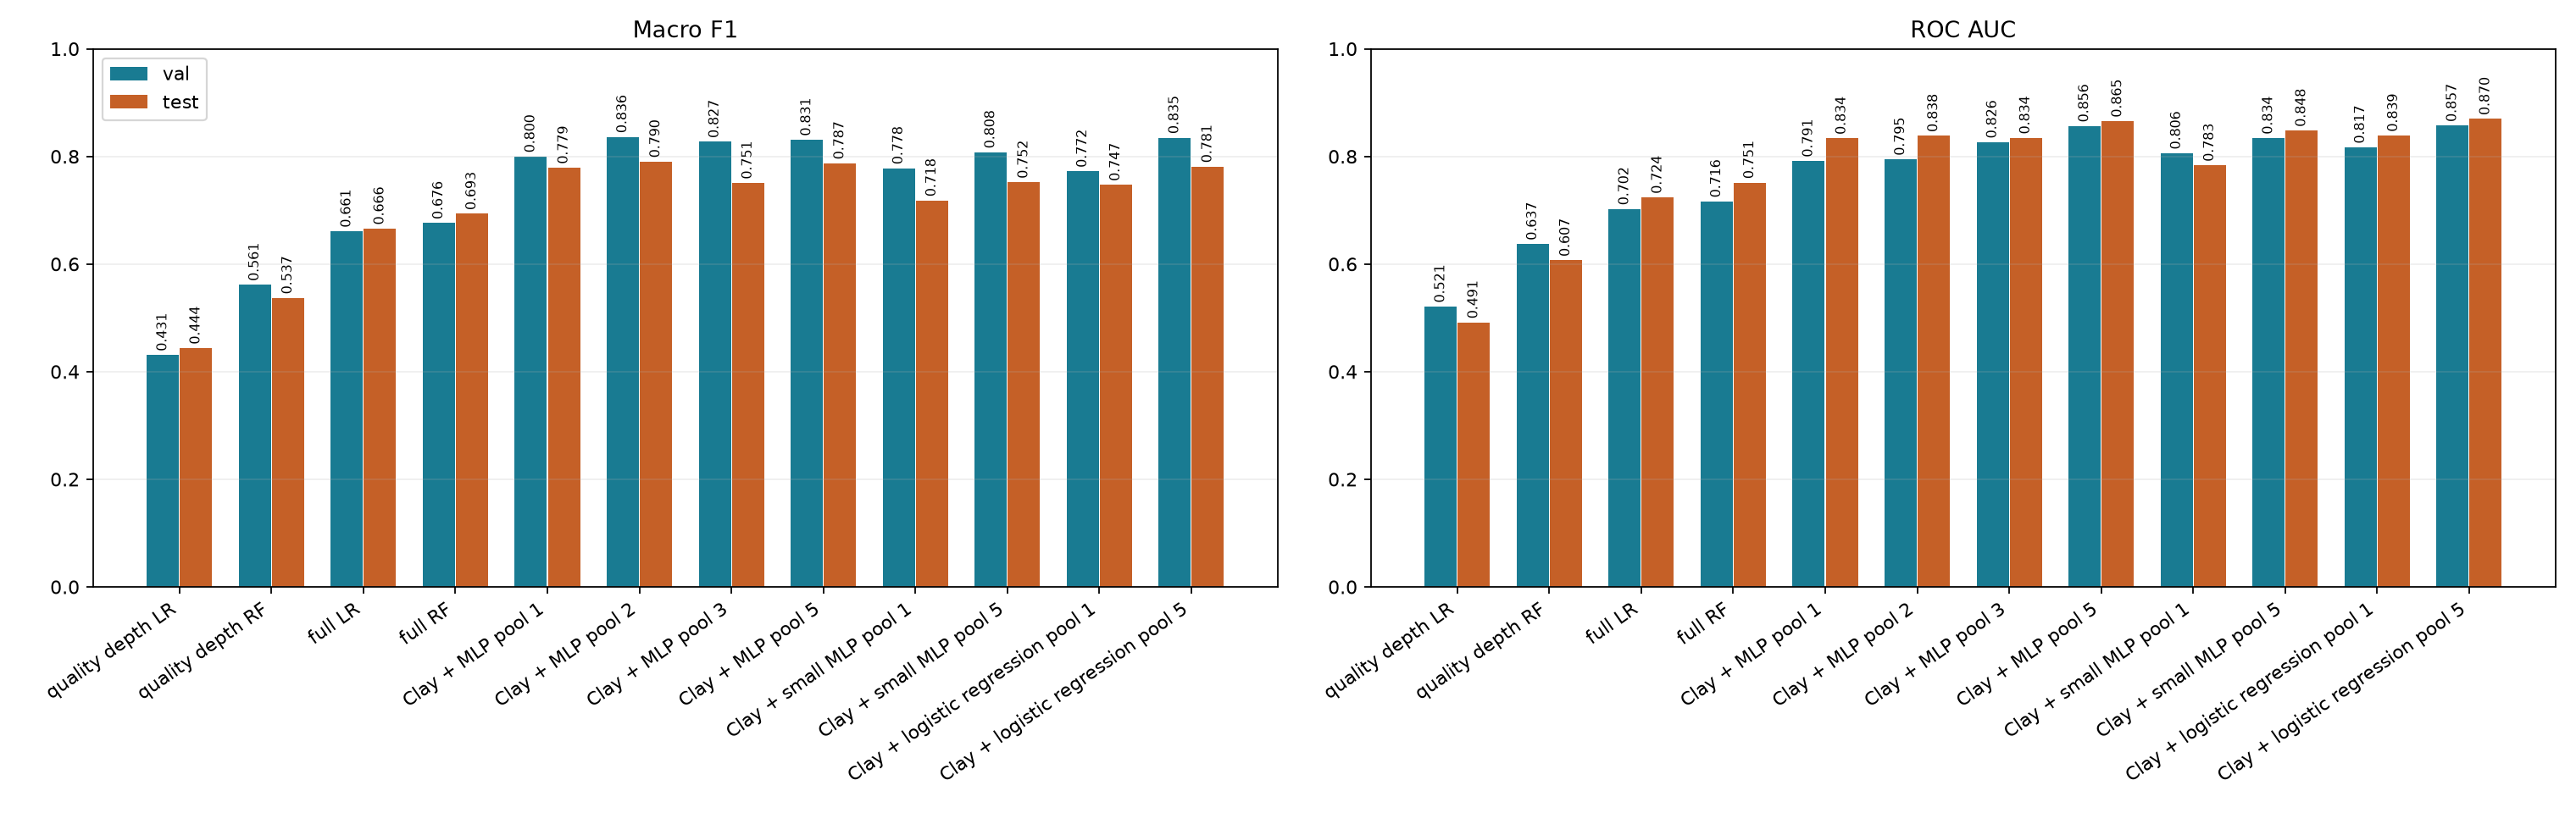 Macro F1
1.0
0.8
0.6
0.4
0.2
0.0
val
test
0.431
0.444
0.561
0.537
0.661
0.666
0.676
0.693
0.800
0.779
0.836
0.790
0.827
0.751
0.831
0.787
0.778
0.718
0.808
0.752
0.772
0.747
0.835
0.781
quality depth LR
quality depth RF
full LR
full RF
Clay + MLP pool 1
Clay + MLP pool 2
Clay + MLP pool 3
Clay + MLP pool 5
Clay + small MLP pool 1
Clay + small MLP pool 5
Clay + logistic regression pool 1
Clay + logistic regression pool 5
ROC AUC
1.0
0.8
0.6
0.4
0.2
0.0
0.521
0.491
0.637
0.607
0.702
0.724
0.716
0.751
0.791
0.834
0.795
0.838
0.826
0.834
0.856
0.865
0.806
0.783
0.834
0.848
0.817
0.839
0.857
0.870
quality depth LR
quality depth RF
full LR
full RF
Clay + MLP pool 1
Clay + MLP pool 2
Clay + MLP pool 3
Clay + MLP pool 5
Clay + small MLP pool 1
Clay + small MLP pool 5
Clay + logistic regression pool 1
Clay + logistic regression pool 5